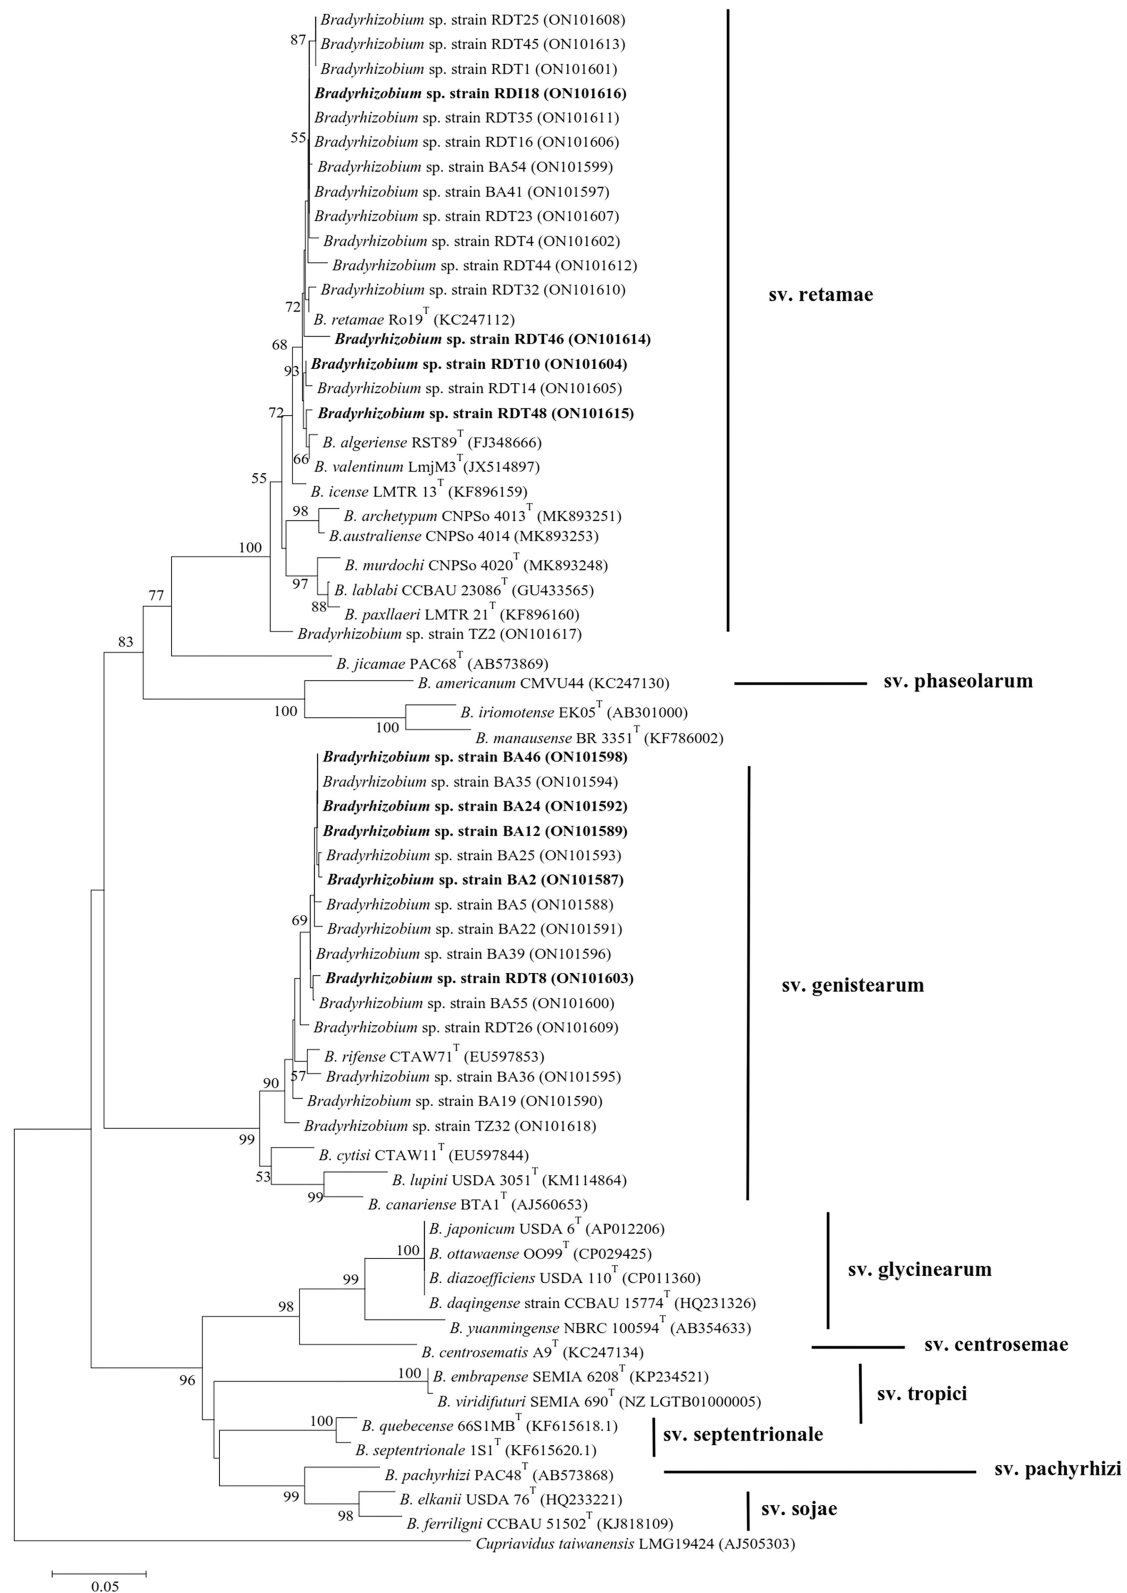 Bradyrhizobium sp. strain RDT25 (ON101608)
87
Bradyrhizobium sp. strain RDT45 (ON101613)
Bradyrhizobium sp. strain RDT1 (ON101601)
Bradyrhizobium sp. strain RDI18 (ON101616)
Bradyrhizobium sp. strain RDT35 (ON101611)
55
Bradyrhizobium sp. strain RDT16 (ON101606)
Bradyrhizobium sp. strain BA54 (ON101599)
Bradyrhizobium sp. strain BA41 (ON101597)
Bradyrhizobium sp. strain RDT23 (ON101607)
Bradyrhizobium sp. strain RDT4 (ON101602)
Bradyrhizobium sp. strain RDT44 (ON101612)
Bradyrhizobium sp. strain RDT32 (ON101610)
sv. retamae
72
B. retamae Ro19T (KC247112)
Bradyrhizobium sp. strain RDT46 (ON101614)
68
Bradyrhizobium sp. strain RDT10 (ON101604)
93
Bradyrhizobium sp. strain RDT14 (ON101605)
72
Bradyrhizobium sp. strain RDT48 (ON101615)
B. algeriense RST89T (FJ348666)
66
B. valentinum LmjM3T(JX514897)
55
B. icense LMTR 13T (KF896159)
98
B. archetypum CNPSo 4013T (MK893251)
B.australiense CNPSo 4014 (MK893253)
100
B. murdochi CNPSo 4020T (MK893248)
97
B. lablabi CCBAU 23086T (GU433565)
88
B. paxllaeri LMTR 21T (KF896160)
77
Bradyrhizobium sp. strain TZ2 (ON101617)
83
B. jicamae PAC68T (AB573869)
B. americanum CMVU44 (KC247130)
sv. phaseolarum
100
B. iriomotense EK05T (AB301000)
100
B. manausense BR 3351T (KF786002)
Bradyrhizobium sp. strain BA46 (ON101598)
Bradyrhizobium sp. strain BA35 (ON101594)
Bradyrhizobium sp. strain BA24 (ON101592)
Bradyrhizobium sp. strain BA12 (ON101589)
Bradyrhizobium sp. strain BA25 (ON101593)
Bradyrhizobium sp. strain BA2 (ON101587)
Bradyrhizobium sp. strain BA5 (ON101588)
69
Bradyrhizobium sp. strain BA22 (ON101591)
Bradyrhizobium sp. strain BA39 (ON101596)
Bradyrhizobium sp. strain RDT8 (ON101603)
sv. genistearum
Bradyrhizobium sp. strain BA55 (ON101600)
Bradyrhizobium sp. strain RDT26 (ON101609)
B. rifense CTAW71T (EU597853)
57
Bradyrhizobium sp. strain BA36 (ON101595)
90
Bradyrhizobium sp. strain BA19 (ON101590)
Bradyrhizobium sp. strain TZ32 (ON101618)
99
B. cytisi CTAW11T (EU597844)
53
B. lupini USDA 3051T (KM114864)
99
B. canariense BTA1T (AJ560653)
B. japonicum USDA 6T (AP012206)
100
B. ottawaense OO99T (CP029425)
sv. glycinearum
99
B. diazoefficiens USDA 110T (CP011360)
98
B. daqingense strain CCBAU 15774T (HQ231326)
B. yuanmingense NBRC 100594T (AB354633)
B. centrosematis A9T (KC247134)
sv. centrosemae
96
100
B. embrapense SEMIA 6208T (KP234521)
sv. tropici
B. viridifuturi SEMIA 690T (NZ LGTB01000005)
100
B. quebecense 66S1MBT (KF615618.1)
sv. septentrionale
B. septentrionale 1S1T (KF615620.1)
B. pachyrhizi PAC48T (AB573868)
sv. pachyrhizi
99
B. elkanii USDA 76T (HQ233221)
sv. sojae
98
B. ferriligni CCBAU 51502T (KJ818109)
Cupriavidus taiwanensis LMG19424 (AJ505303)
0.05